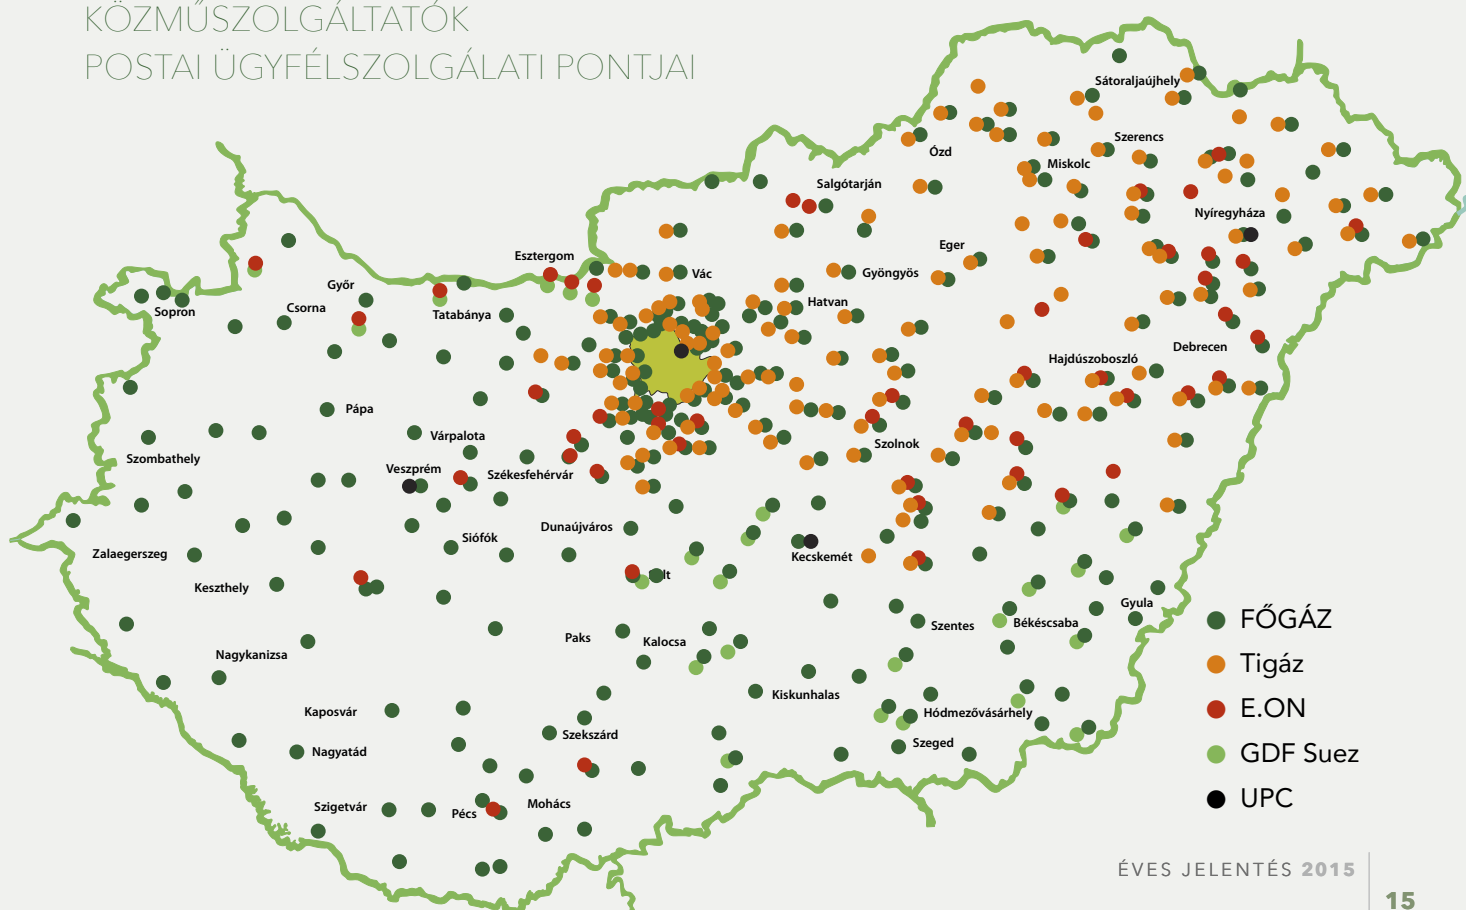 KÖZMŰSZOLGÁLTATÓK
POSTAI ÜGYFÉLSZOLGÁLATI PONTJAI
Sátoraljaújhely
Szerencs
Ózd
Miskolc
Salgótarján
Nyíregyháza
Eger
Esztergom
Vác
Gyöngyös
Győr
Hatvan
Csorna
Sopron
Tatabánya
Debrecen
Hajdúszoboszló
Pápa
Várpalota
Szolnok
Szombathely
Veszprém
Székesfehérvár
Dunaújváros
Siófok
Zalaegerszeg
Kecskemét
Keszthely
Gyula
Szentes
Békéscsaba
Paks
Kalocsa
Nagykanizsa
Kiskunhalas
Kaposvár
Hódmezővásárhely
Szekszárd
Szeged
Nagyatád
Szigetvár
Mohács
Pécs
FŐGÁZ
Tigáz
E.ON
GDF Suez
UPC
ÉVES JELENTÉS 2015
15